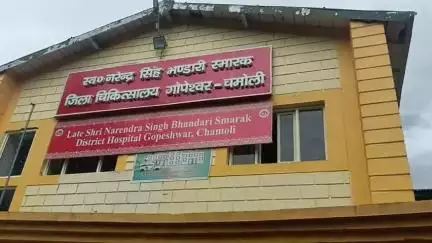 स्व० नरेन्द्र सिंह भण्डारी स्मारक
जिला चिकित्सालय गोपेश्वर - चमोली
Late Shri Narendra Singh Bhandari Smarak
District Hospital Gopeshwar, Chamoli